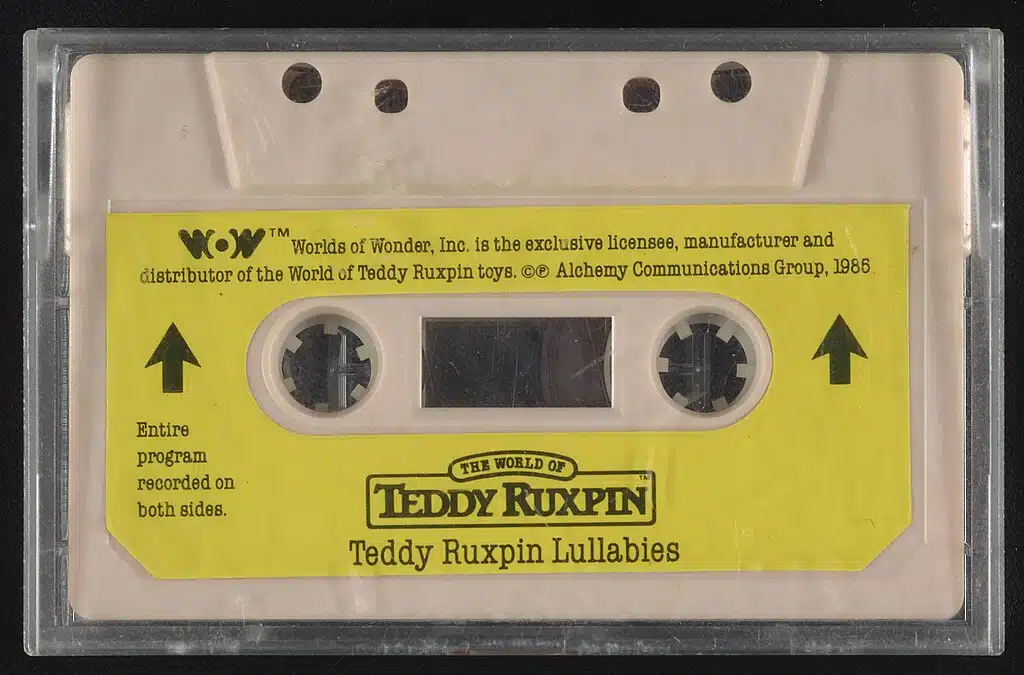 WOW™ Worlds of Wonder, Inc. is the exclusive licensee, manufacturer and
distributor of the World of Teddy Ruxpin toys. ©℗ Alchemy Communications Group, 1985
Entire
program
recorded on
both sides.
THE WORLD OF
TEDDY RUXPIN™
Teddy Ruxpin Lullabies